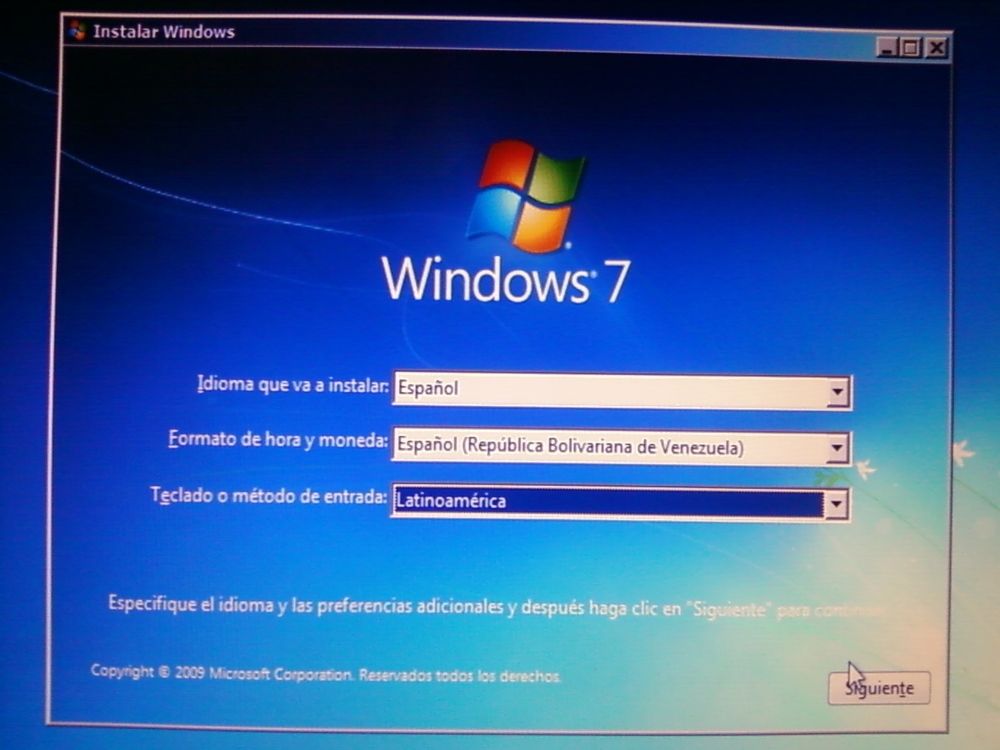 Instalar Windows
Windows® 7
Idioma que va a instalar: Español
Formato de hora y moneda: Español (República Bolivariana de Venezuela)
Teclado o método de entrada: Latinoamérica
Especifique el idioma y las preferencias adicionales y después haga clic en "Siguiente" para
Copyright © 2009 Microsoft Corporation. Reservados todos los derechos.
Siguiente